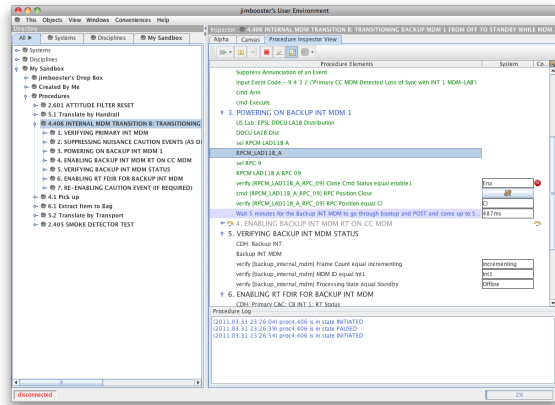 jimbooster's User Environment
This Objects View Windows Conveniences Help
Directory
All Systems Disciplines My Sandbox
Systems
Disciplines
My Sandbox
jimbooster's Drop Box
Created By Me
Procedures
2.601 ATTITUDE FILTER RESET
5.1 Translate by Handrail
4.406 INTERNAL MDM TRANSITION B: TRANSITIONING
1. VERIFYING PRIMARY INT MDM
2. SUPPRESSING NUISANCE CAUTION EVENTS (AS DI
3. POWERING ON BACKUP INT MDM 1
4. ENABLING BACKUP INT MDM RT ON CC MDM
5. VERIFYING BACKUP INT MDM STATUS
6. ENABLING RT FDIR FOR BACKUP INT MDM
7. RE-ENABLING CAUTION EVENT (IF REQUIRED)
4.1 Pick up
6.1 Extract Item to Bag
5.2 Translate by Transport
2.405 SMOKE DETECTOR TEST
disconnected
Inspector: 4.406 INTERNAL MDM TRANSITION B: TRANSITIONING BACKUP MDM 1 FROM OFF TO STANDBY WHILE MDM
Alpha Canvas Procedure Inspector View
Procedure Elements System Co...
Suppress Annunciation of an Event
input Event Code - 9 4 3 2 ('Primary CC MDM Detected Loss of Sync with INT 1 MDM-LAB')
cmd Arm
cmd Execute
3. POWERING ON BACKUP INT MDM 1
US Lab: EPS: DDCU LA1B Distribution
DDCU LA1B Dist
sel RPCM LA11B A
RPCM_LAD11B_A
sel RPC 9
RPCM LA11B A RPC 09
verify [RPCM_LAD11B_A_RPC_09] Close Cmd Status equal enable1 Ena
cmd [RPCM_LAD11B_A_RPC_09] RPC Position Close
verify [RPCM_LAD11B_A_RPC_09] RPC Position equal Cl Cl
Wait 5 minutes for the Backup INT MDM to go through bootup and POST and come up to S... 487ms
4. ENABLING BACKUP INT MDM RT ON CC MDM
5. VERIFYING BACKUP INT MDM STATUS
CDH: Backup INT
Backup INT MDM
verify [backup_internal_mdm] Frame Count equal incrementing incrementing
verify [backup_internal_mdm] MDM ID equal Int1 Int1
verify [backup_internal_mdm] Processing State equal Standby Offline
6. ENABLING RT FDIR FOR BACKUP INT MDM
CDH: Primary C&C: CB INT 1: RT Status
Procedure Log
(2011.03.31 23:26:04) proc4.406 is in state INITIATED
(2011.03.31 23:26:39) proc4.406 is in state PAUSED
(2011.03.31 23:26:54) proc4.406 is in state INITIATED